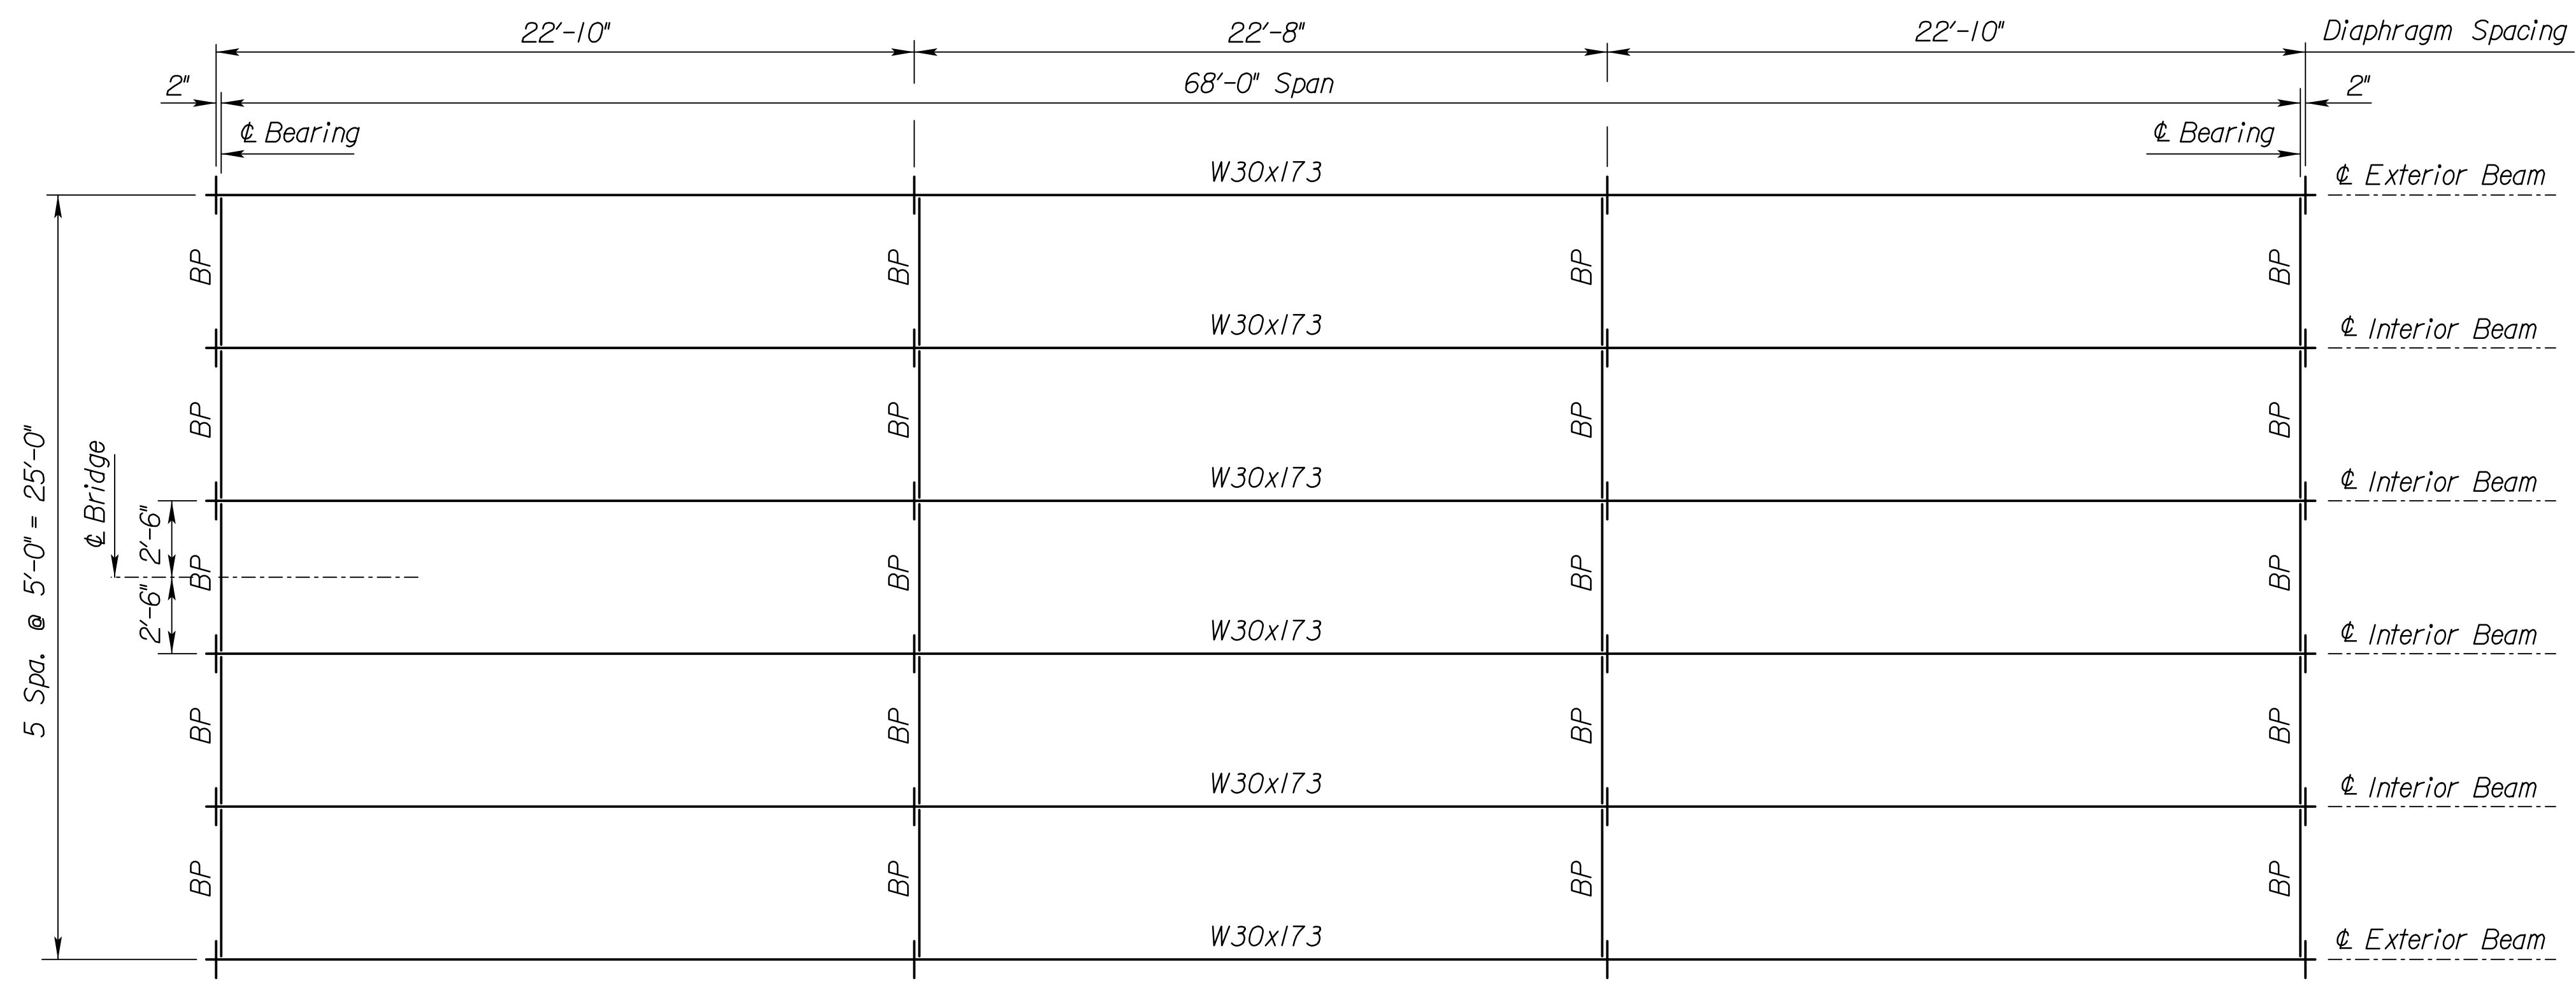 22'-10" 22'-8" 22'-10" Diaphragm Spacing
2" 68'-0" Span 2"
℄ Bearing ℄ Bearing
W30x173 ℄ Exterior Beam
BP BP BP BP
W30x173 ℄ Interior Beam
BP BP BP BP
W30x173 ℄ Interior Beam
5 Spa. @ 5'-0" = 25'-0"
℄ Bridge
2'-6"
2'-6"
BP BP BP BP
W30x173 ℄ Interior Beam
BP BP BP BP
W30x173 ℄ Interior Beam
BP BP BP BP
W30x173 ℄ Exterior Beam